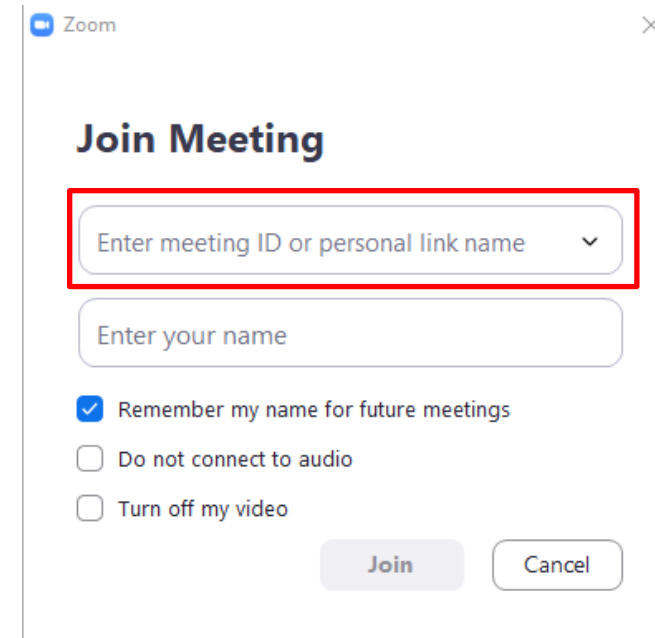 Zoom
Join Meeting
Enter meeting ID or personal link name
Enter your name
Remember my name for future meetings
Do not connect to audio
Turn off my video
Join Cancel